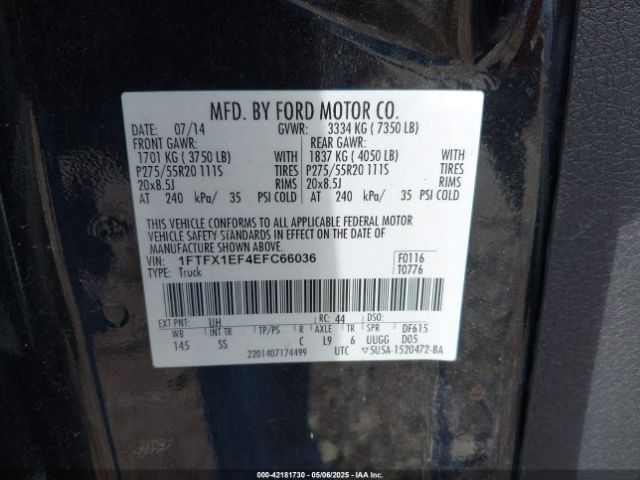 MFD. BY FORD MOTOR CO.
DATE: 07/14 GVWR: 3334 KG ( 7350 LB)
FRONT GAWR: REAR GAWR:
1701 KG ( 3750 LB) WITH 1837 KG ( 4050 LB) WITH
P275/55R20 111S TIRES P275/55R20 111S TIRES
20x8.5J RIMS 20x8.5J RIMS
AT 240 kPa/ 35 PSI COLD AT 240 kPa/ 35 PSI COLD
THIS VEHICLE CONFORMS TO ALL APPLICABLE FEDERAL MOTOR
VEHICLE SAFETY STANDARDS IN EFFECT ON THE DATE OF
MANUFACTURE SHOWN ABOVE.
VIN: 1FTFX1EF4EFC66036 F0116
TYPE: Truck T0776
EXT PNT: UH RC: 44 DSO:
WB INT TR TP/PS R AXLE TR SPR DF615
145 SS C L9 6 UUGG D05
2201407174499 UTC ▽5U5A-1520472-BA
00-42181730 - 05/06/2025 - IAAI, Inc.